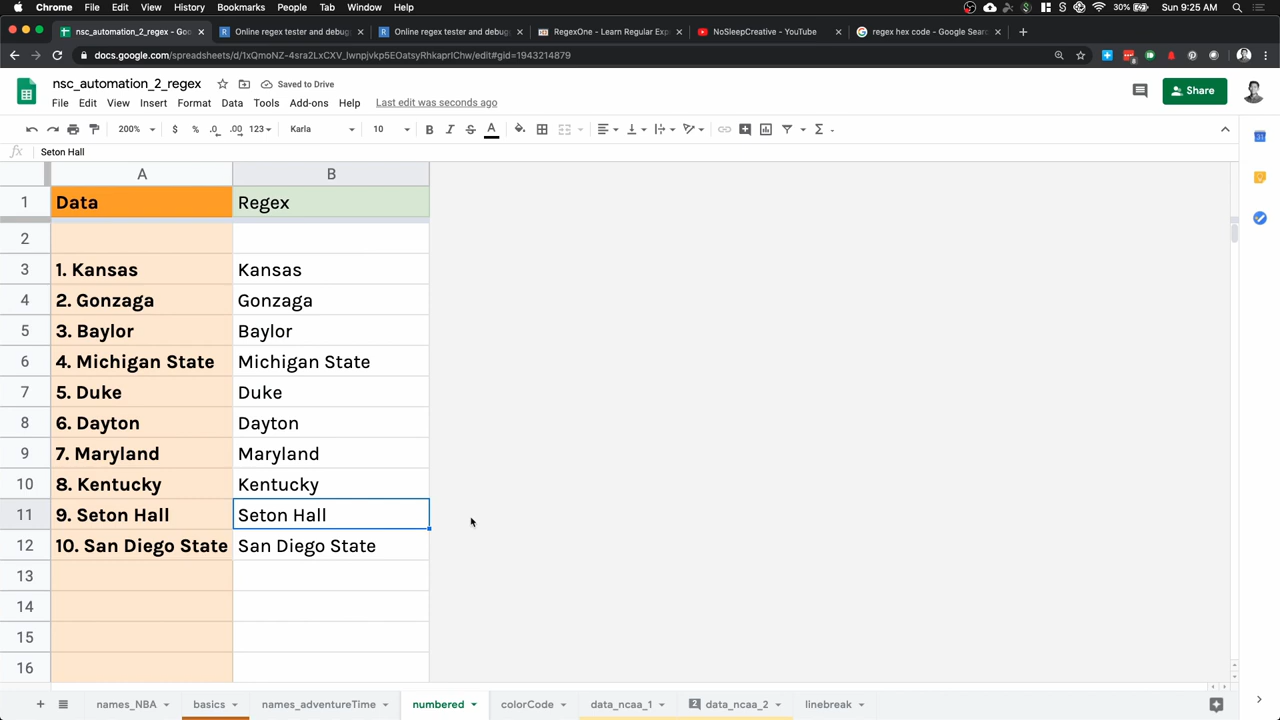 Chrome File Edit View History Bookmarks People Tab Window Help 30% Sun 9:25 AM
nsc_automation_2_regex - Goo Online regex tester and debug Online regex tester and debug RegexOne - Learn Regular Exp NoSleepCreative - YouTube regex hex code - Google Searc
docs.google.com/spreadsheets/d/1xQmoNZ-4sra2LxCXV_lwnpjvkp5EOatsyRhkaprIChw/edit#gid=1943214879
nsc_automation_2_regex Saved to Drive
Share
File Edit View Insert Format Data Tools Add-ons Help Last edit was seconds ago
200% $ % .0 .00 123 Karla 10 B I S A Σ
fx Seton Hall
A B
1 Data Regex
2
3 1. Kansas Kansas
4 2. Gonzaga Gonzaga
5 3. Baylor Baylor
6 4. Michigan State Michigan State
7 5. Duke Duke
8 6. Dayton Dayton
9 7. Maryland Maryland
10 8. Kentucky Kentucky
11 9. Seton Hall Seton Hall
12 10. San Diego State San Diego State
13
14
15
16
names_NBA basics names_adventureTime numbered colorCode data_ncaa_1 2 data_ncaa_2 linebreak